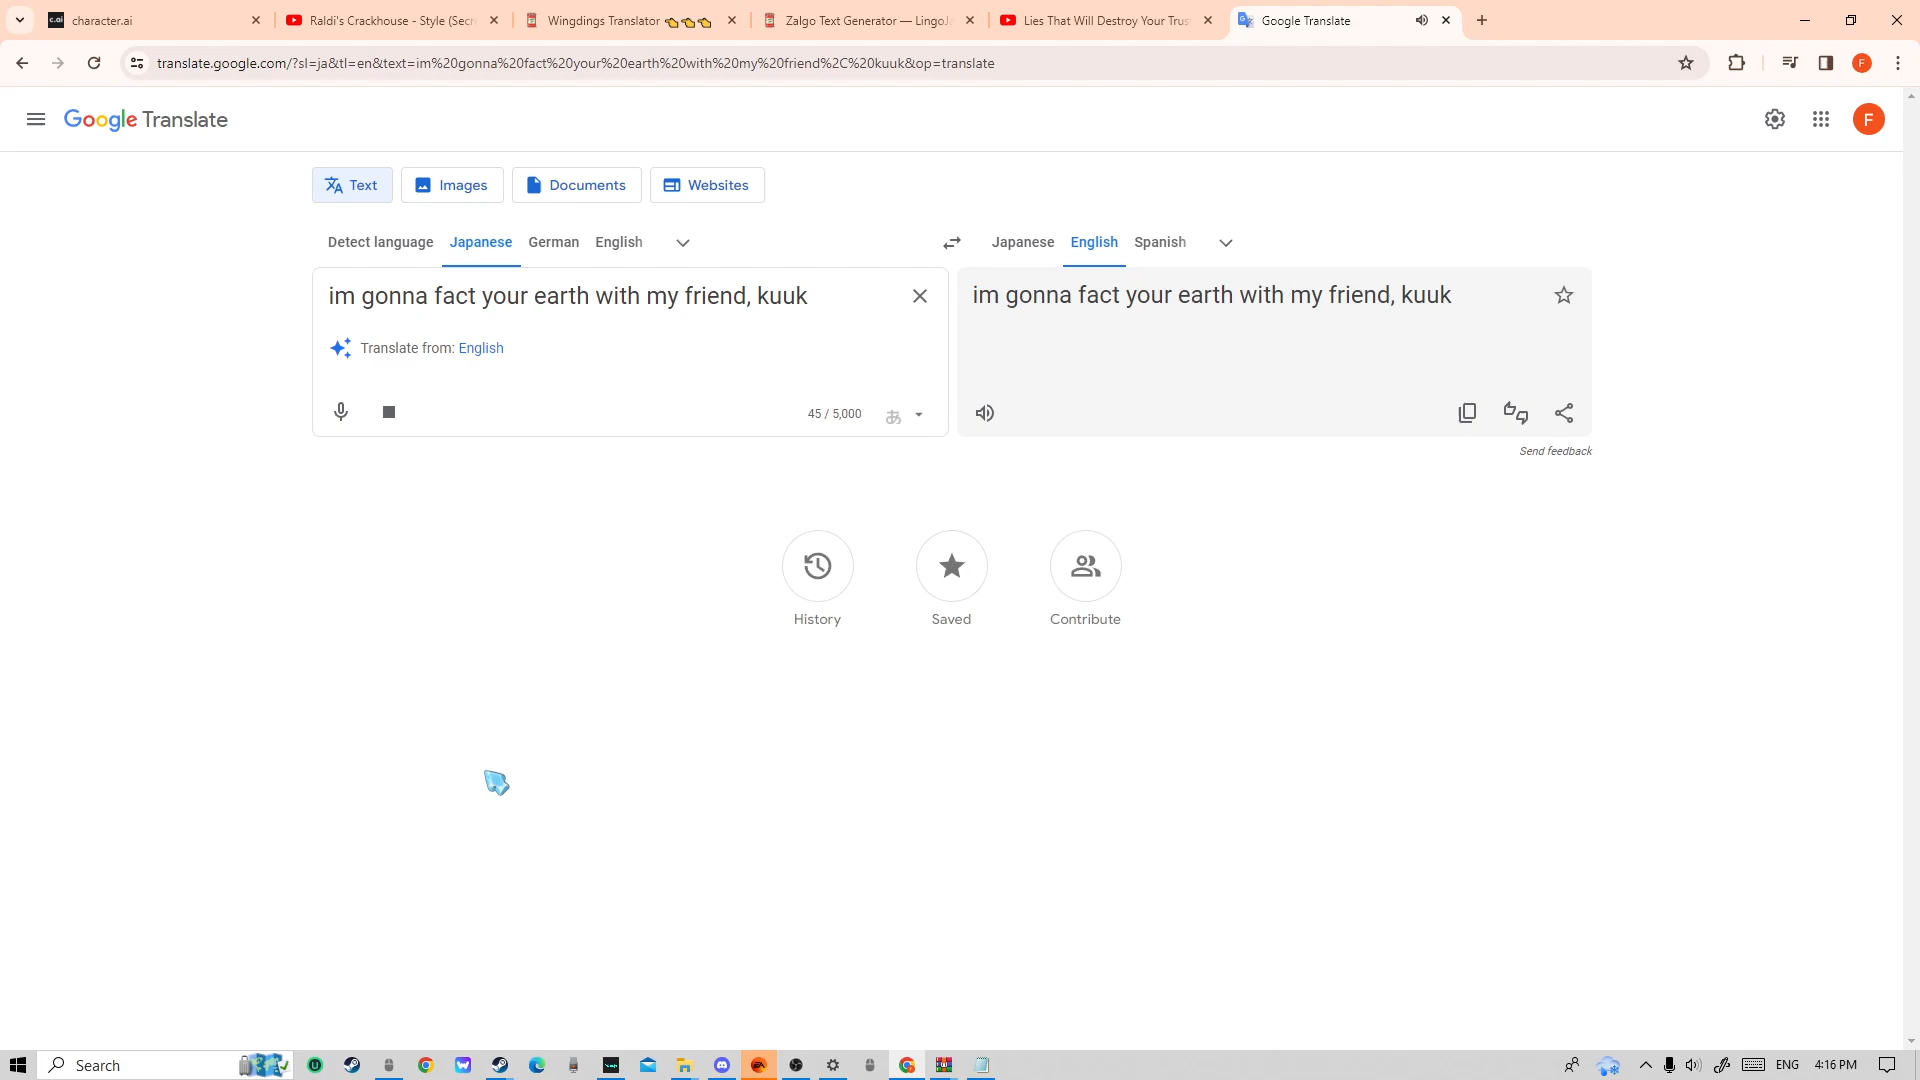 character.ai
Raldi's Crackhouse - Style (Secr
Wingdings Translator 👈👈👈
Zalgo Text Generator — LingoJa
Lies That Will Destroy Your Trus
Google Translate
translate.google.com/?sl=ja&tl=en&text=im%20gonna%20fact%20your%20earth%20with%20my%20friend%2C%20kuuk&op=translate
F
Google Translate
F
Text
Images
Documents
Websites
Detect language
Japanese
German
English
Japanese
English
Spanish
im gonna fact your earth with my friend, kuuk
im gonna fact your earth with my friend, kuuk
Translate from: English
45 / 5,000
あ
Send feedback
History
Saved
Contribute
Search
ENG
4:16 PM